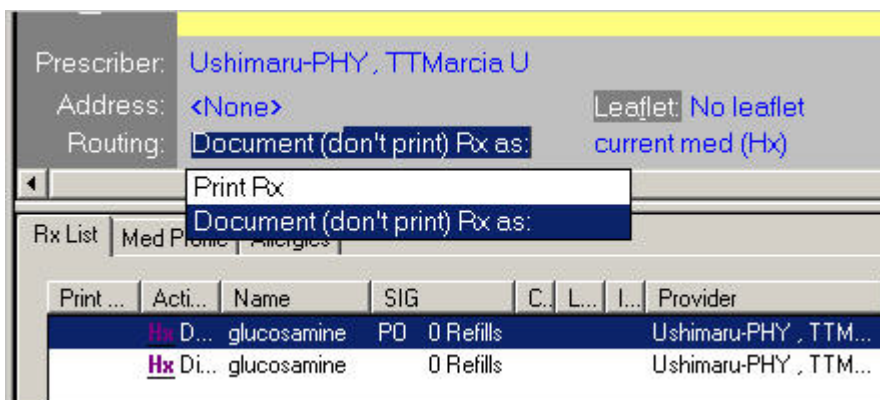 Prescriber: Ushimaru-PHY , TTMarcia U
Address: <None> Leaflet: No leaflet
Routing: Document (don't print) Rx as: current med (Hx)
Print Rx
Document (don't print) Rx as:
Rx List Med Profile Allergies
Print ... Acti... Name SIG C.. L... I... Provider
Hx D... glucosamine PO 0 Refills Ushimaru-PHY , TTM...
Hx Di... glucosamine 0 Refills Ushimaru-PHY , TTM...